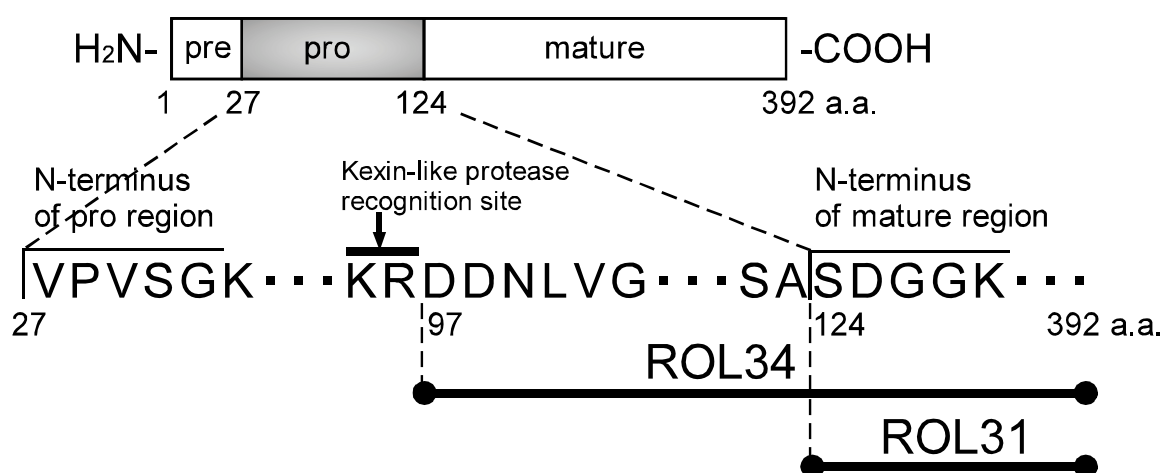 H₂N- pre pro mature -COOH
1 27 124 392 a.a.
N-terminus of pro region
Kexin-like protease recognition site
N-terminus of mature region
VPVSGK···KRDDNLVG···SASDGGK···
27 97 124 392 a.a.
ROL34
ROL31